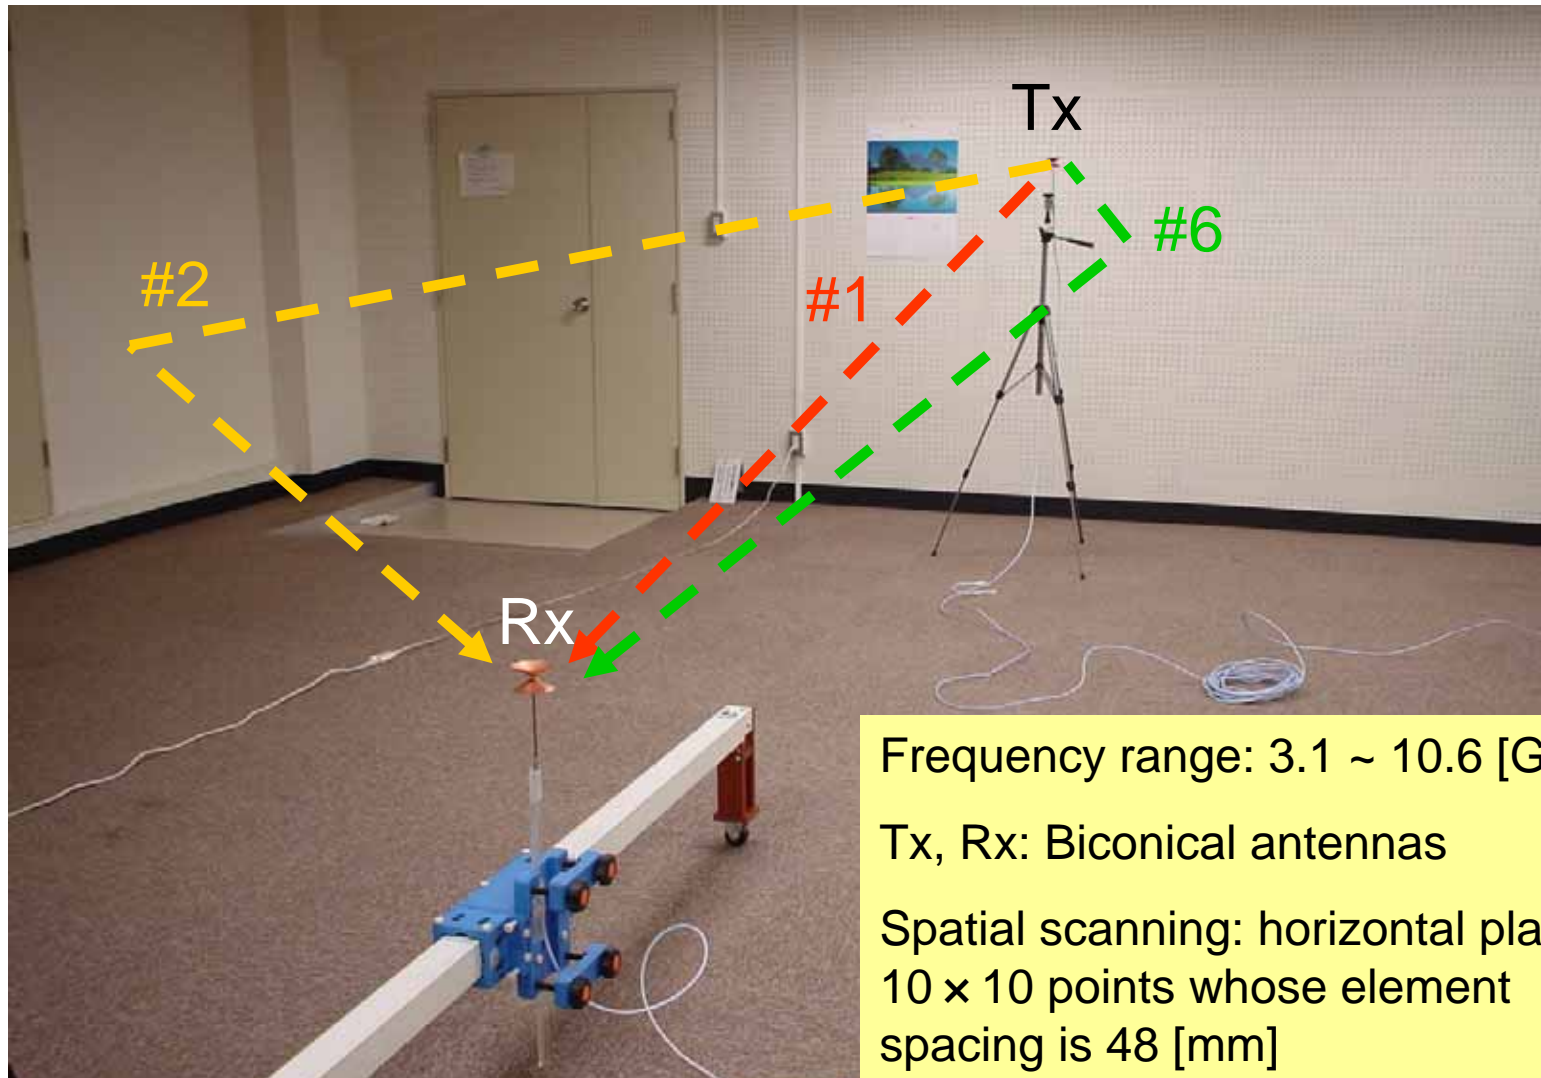 Tx
#6
#2
#1
Rx
Frequency range: 3.1 ~ 10.6 [G
Tx, Rx: Biconical antennas
Spatial scanning: horizontal pla
10 × 10 points whose element
spacing is 48 [mm]